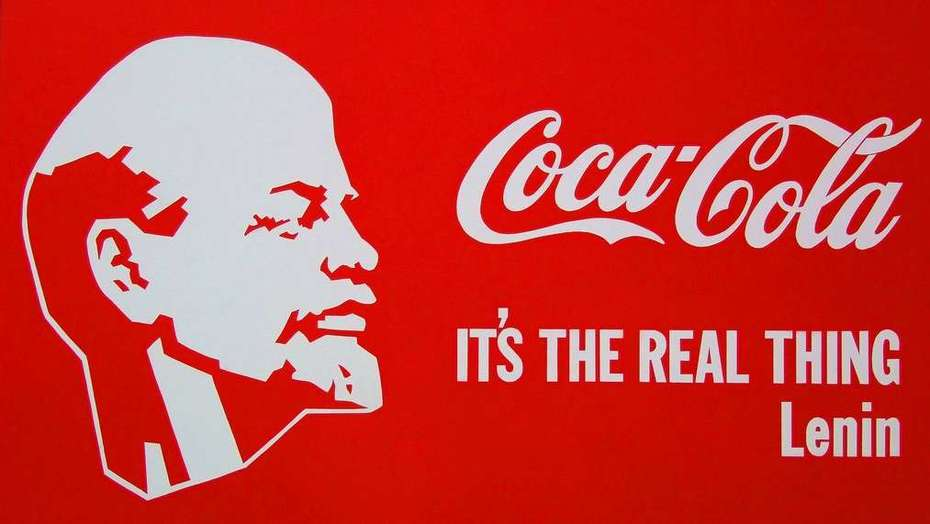 Coca-Cola
IT'S THE REAL THING
Lenin